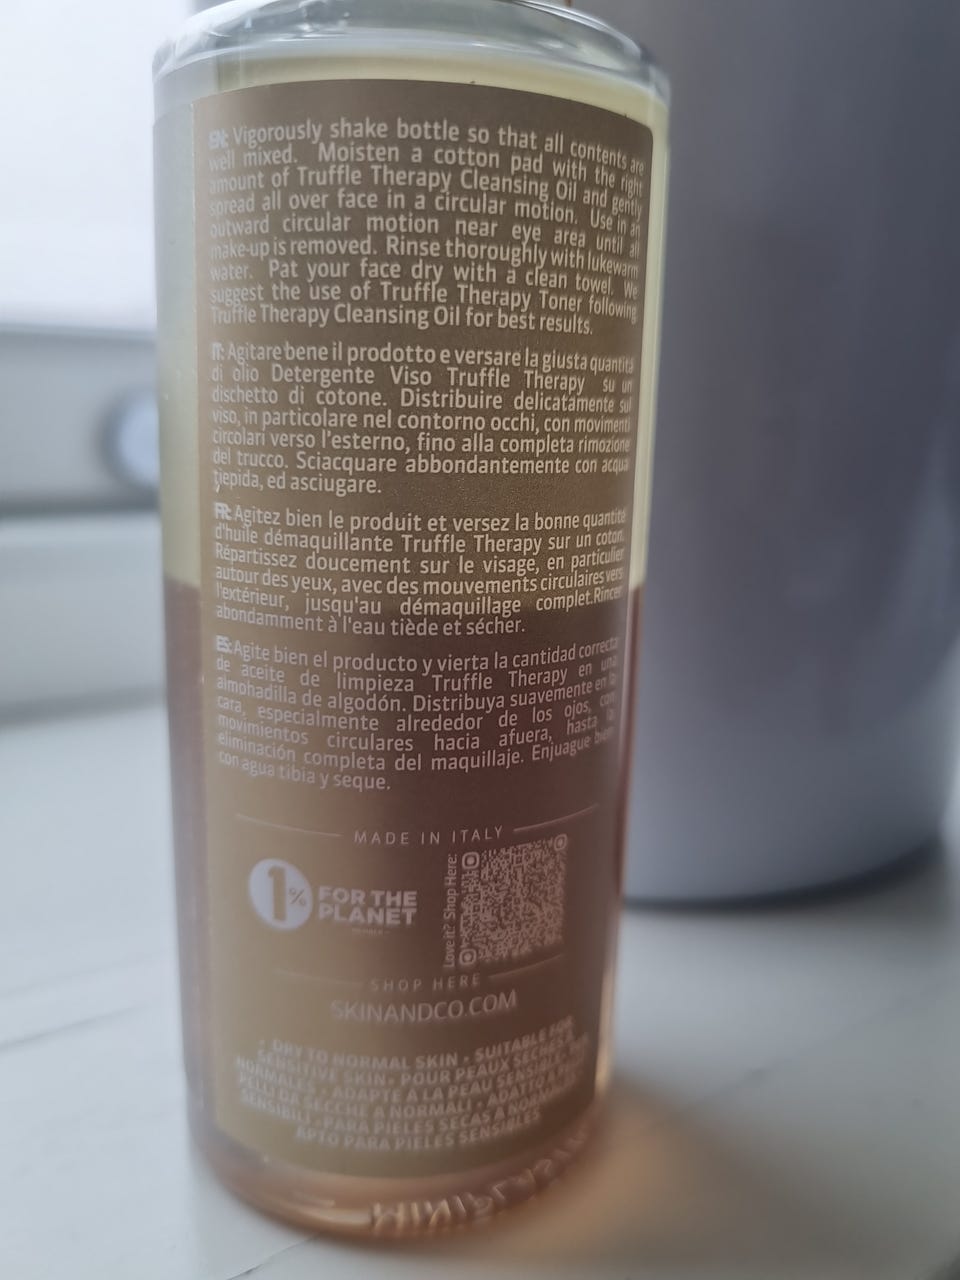 EN: Vigorously shake bottle so that all contents are
well mixed. Moisten a cotton pad with the right
amount of Truffle Therapy Cleansing Oil and gently
spread all over face in a circular motion. Use in an
outward circular motion near eye area until all
make-up is removed. Rinse thoroughly with lukewarm
water. Pat your face dry with a clean towel. We
suggest the use of Truffle Therapy Toner following
Truffle Therapy Cleansing Oil for best results.
IT: Agitare bene il prodotto e versare la giusta quantità
di olio Detergente Viso Truffle Therapy su un
dischetto di cotone. Distribuire delicatamente sul
viso, in particolare nel contorno occhi, con movimenti
circolari verso l'esterno, fino alla completa rimozione
del trucco. Sciacquare abbondantemente con acqua
tiepida, ed asciugare.
FR: Agitez bien le produit et versez la bonne quantité
d'huile démaquillante Truffle Therapy sur un coton.
Répartissez doucement sur le visage, en particulier
autour des yeux, avec des mouvements circulaires vers
l'extérieur, jusqu'au démaquillage complet.Rincer
abondamment à l'eau tiède et sécher.
ES: Agite bien el producto y vierta la cantidad correcta
de aceite de limpieza Truffle Therapy en una
almohadilla de algodón. Distribuya suavemente en la
cara, especialmente alrededor de los ojos, con
movimientos circulares hacia afuera, hasta la
eliminación completa del maquillaje. Enjuague bien
con agua tibia y seque.
MADE IN ITALY
1% FOR THE
PLANET
MEMBER
Love it? Shop Here:
SHOP HERE
SKINANDCO.COM
• DRY TO NORMAL SKIN • SUITABLE FOR
SENSITIVE SKIN • POUR PEAUX SÈCHES À
NORMALES • ADAPTÉ À LA PEAU SENSIBLE • PER
PELLI DA SECCHE A NORMALI • ADATTO A PELLI
SENSIBILI • PARA PIELES SECAS A NORMALES
APTO PARA PIELES SENSIBLES